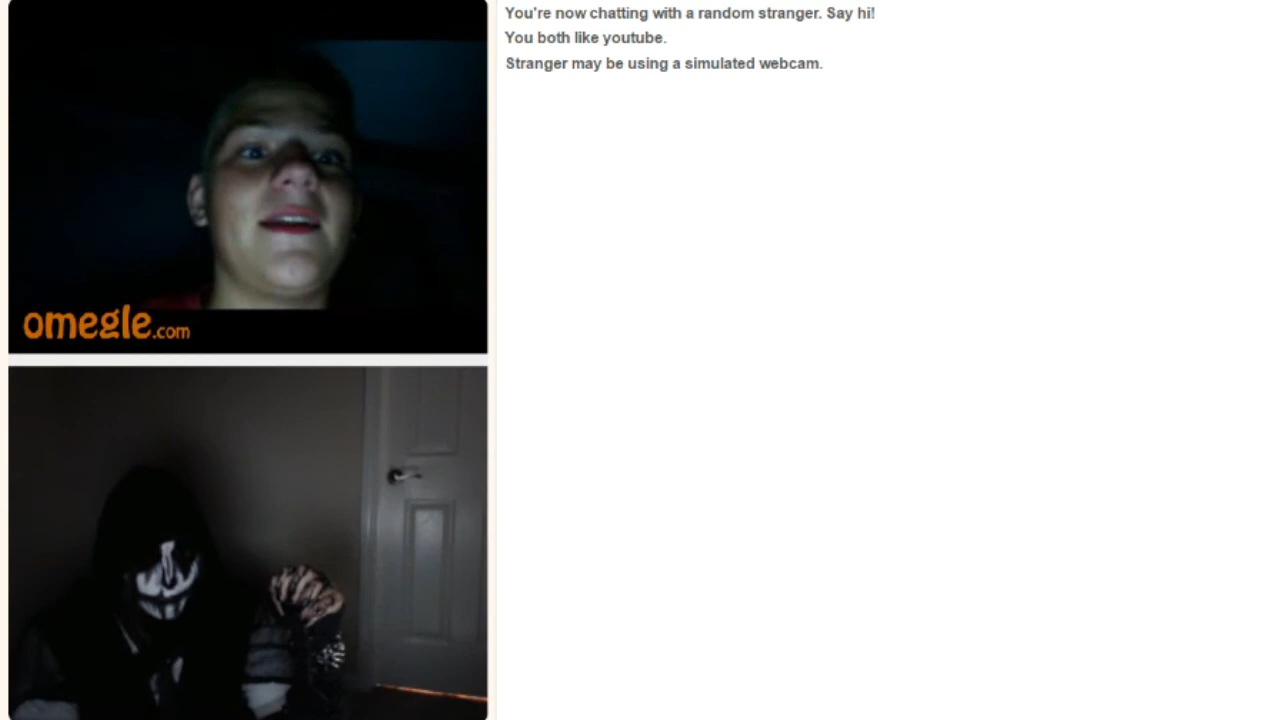 You're now chatting with a random stranger. Say hi!
You both like youtube.
Stranger may be using a simulated webcam.
omegle.com